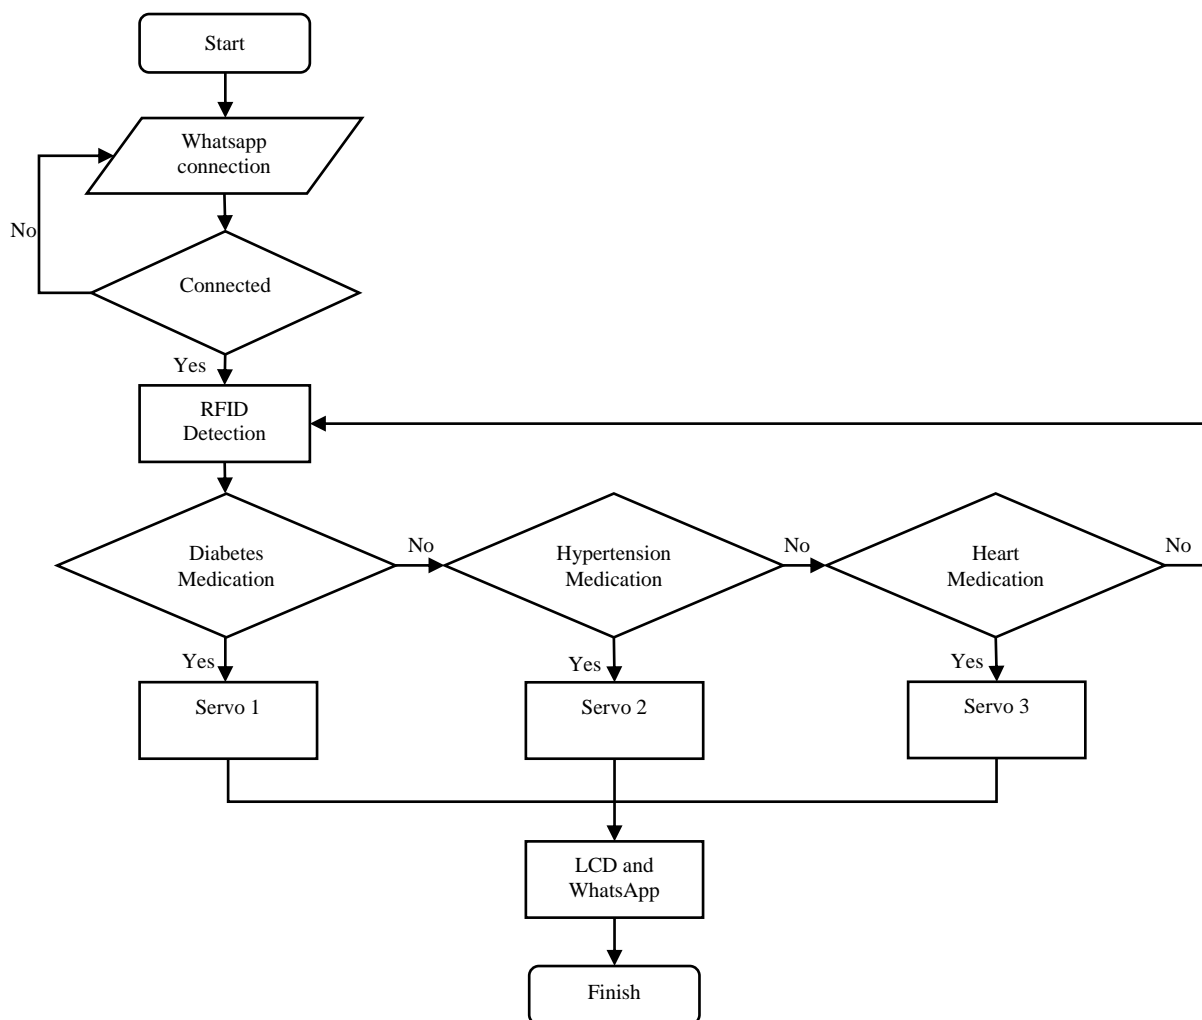 Start
Whatsapp
connection
No
Connected
Yes
RFID
Detection
Diabetes
Medication
No
Hypertension
Medication
No
Heart
Medication
No
Yes
Yes
Yes
Servo 1
Servo 2
Servo 3
LCD and
WhatsApp
Finish